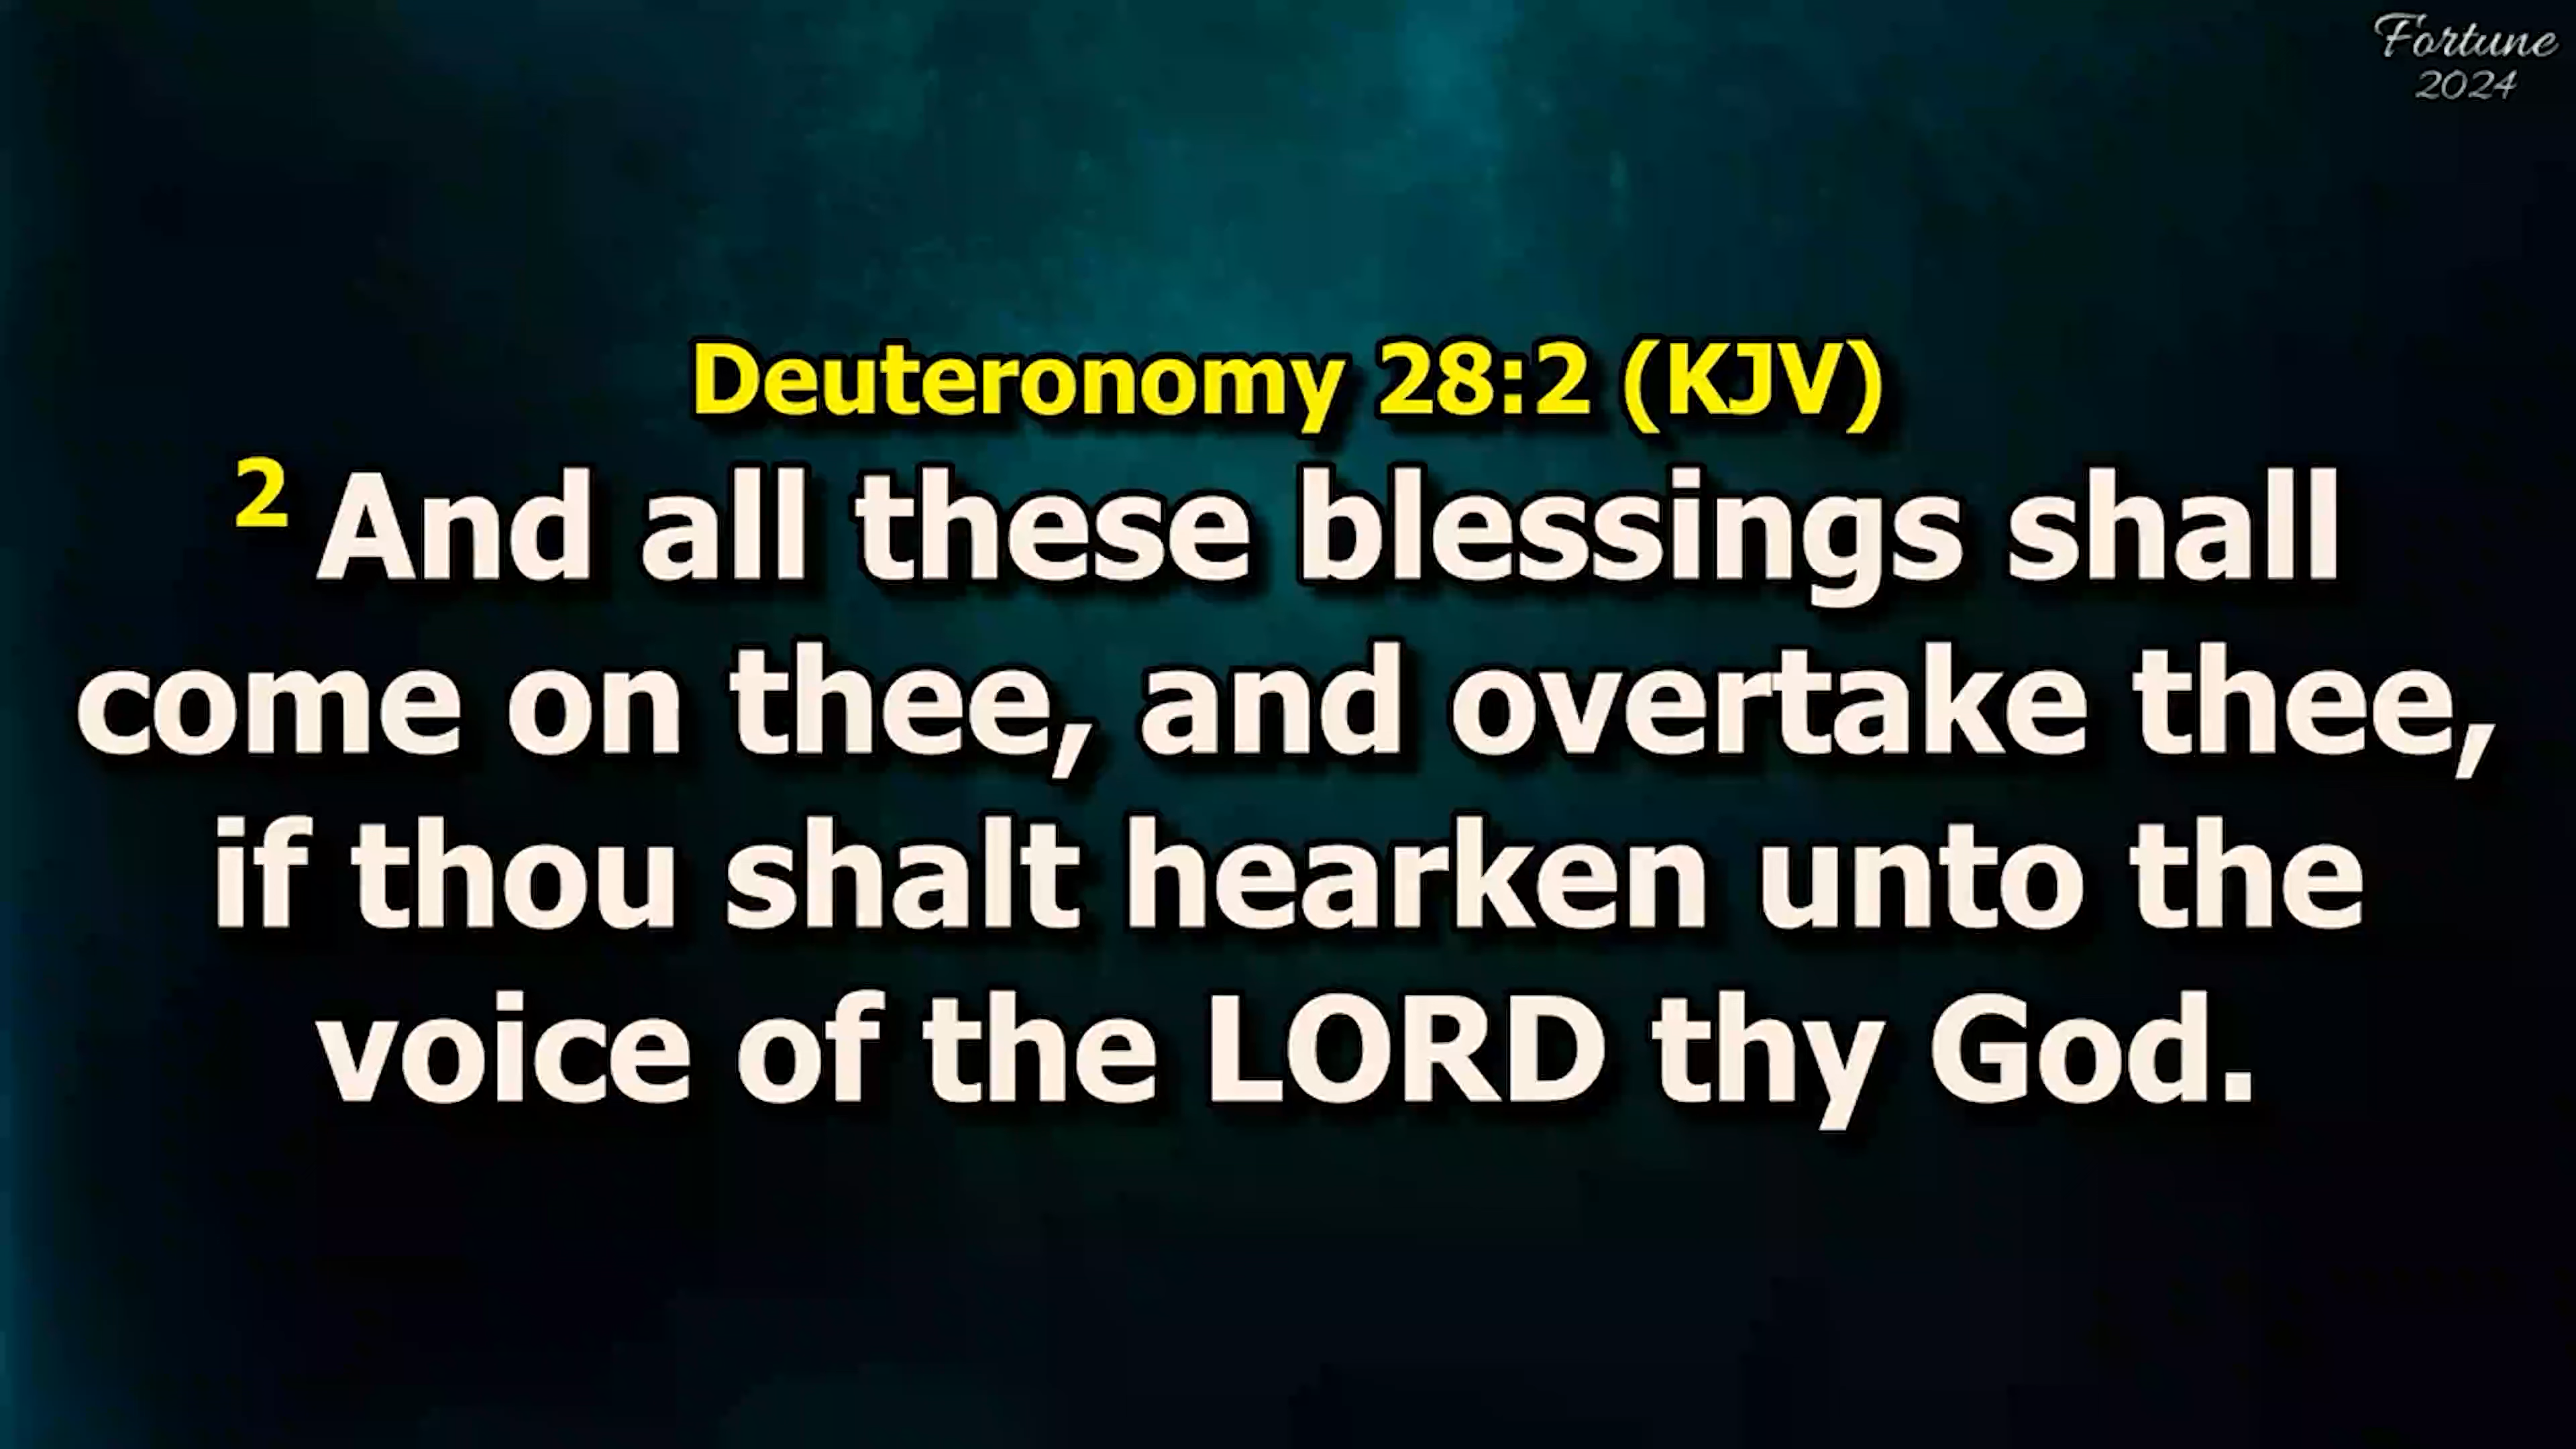 Fortune
2024
Deuteronomy 28:2 (KJV)
2 And all these blessings shall
come on thee, and overtake thee,
if thou shalt hearken unto the
voice of the LORD thy God.